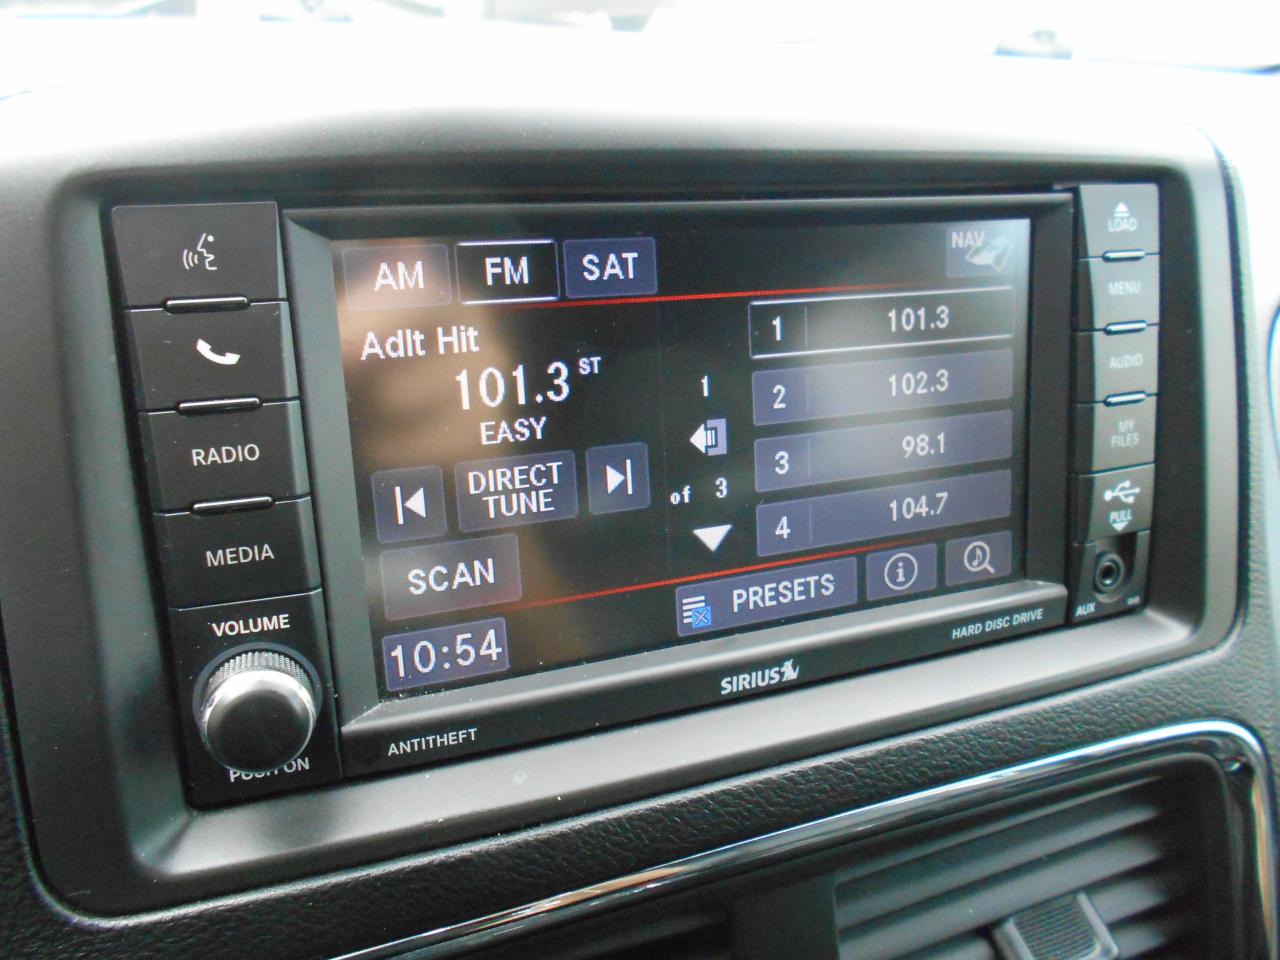 AM FM SAT NAV
Adlt Hit
101.3 ST
EASY
DIRECT
TUNE
SCAN
10:54
1
of 3
1 101.3
2 102.3
3 98.1
4 104.7
PRESETS
RADIO
MEDIA
VOLUME
PUSH ON
ANTITHEFT
SIRIUS
HARD DISC DRIVE
LOAD
MENU
AUDIO
MY
FILES
PULL
AUX